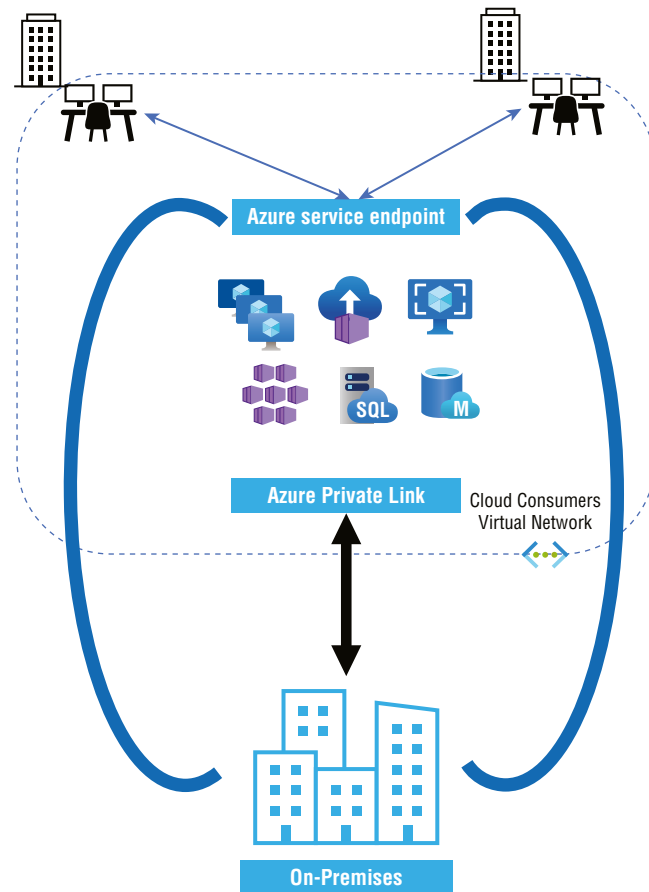 Azure service endpoint
SQL
M
Azure Private Link
Cloud Consumers
Virtual Network
On-Premises